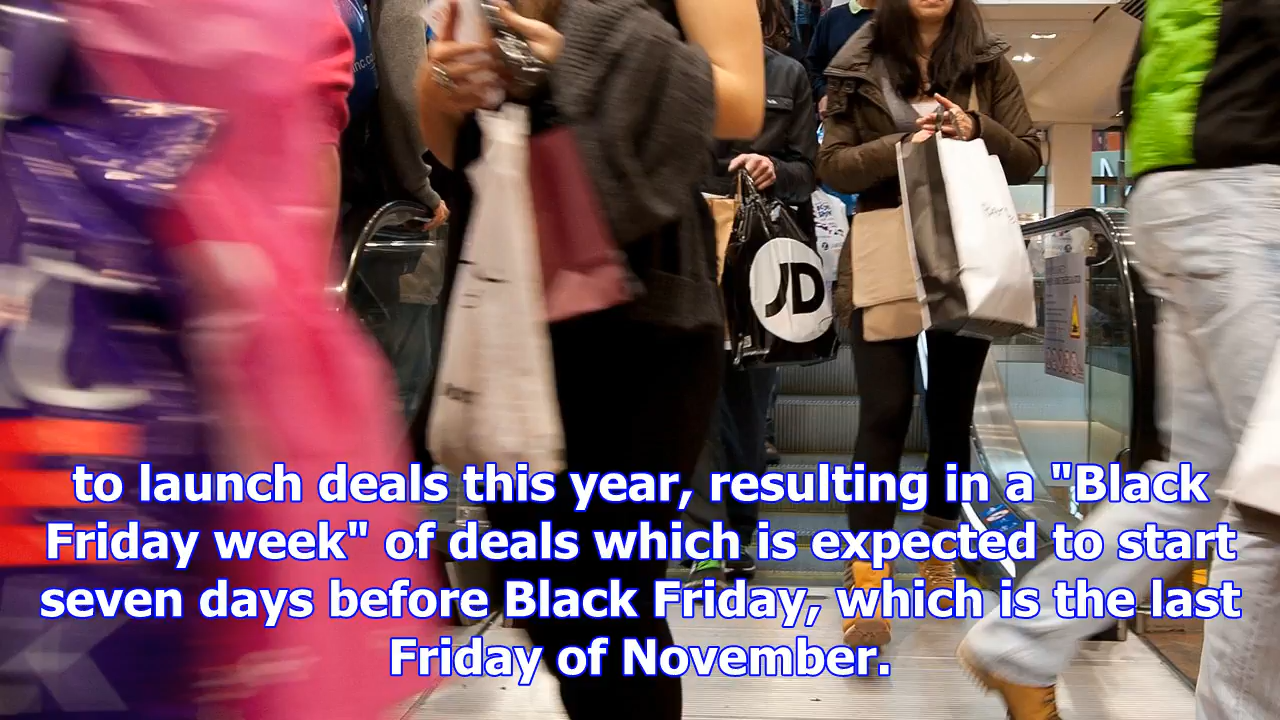 JD
to launch deals this year, resulting in a "Black
Friday week" of deals which is expected to start
seven days before Black Friday, which is the last
Friday of November.